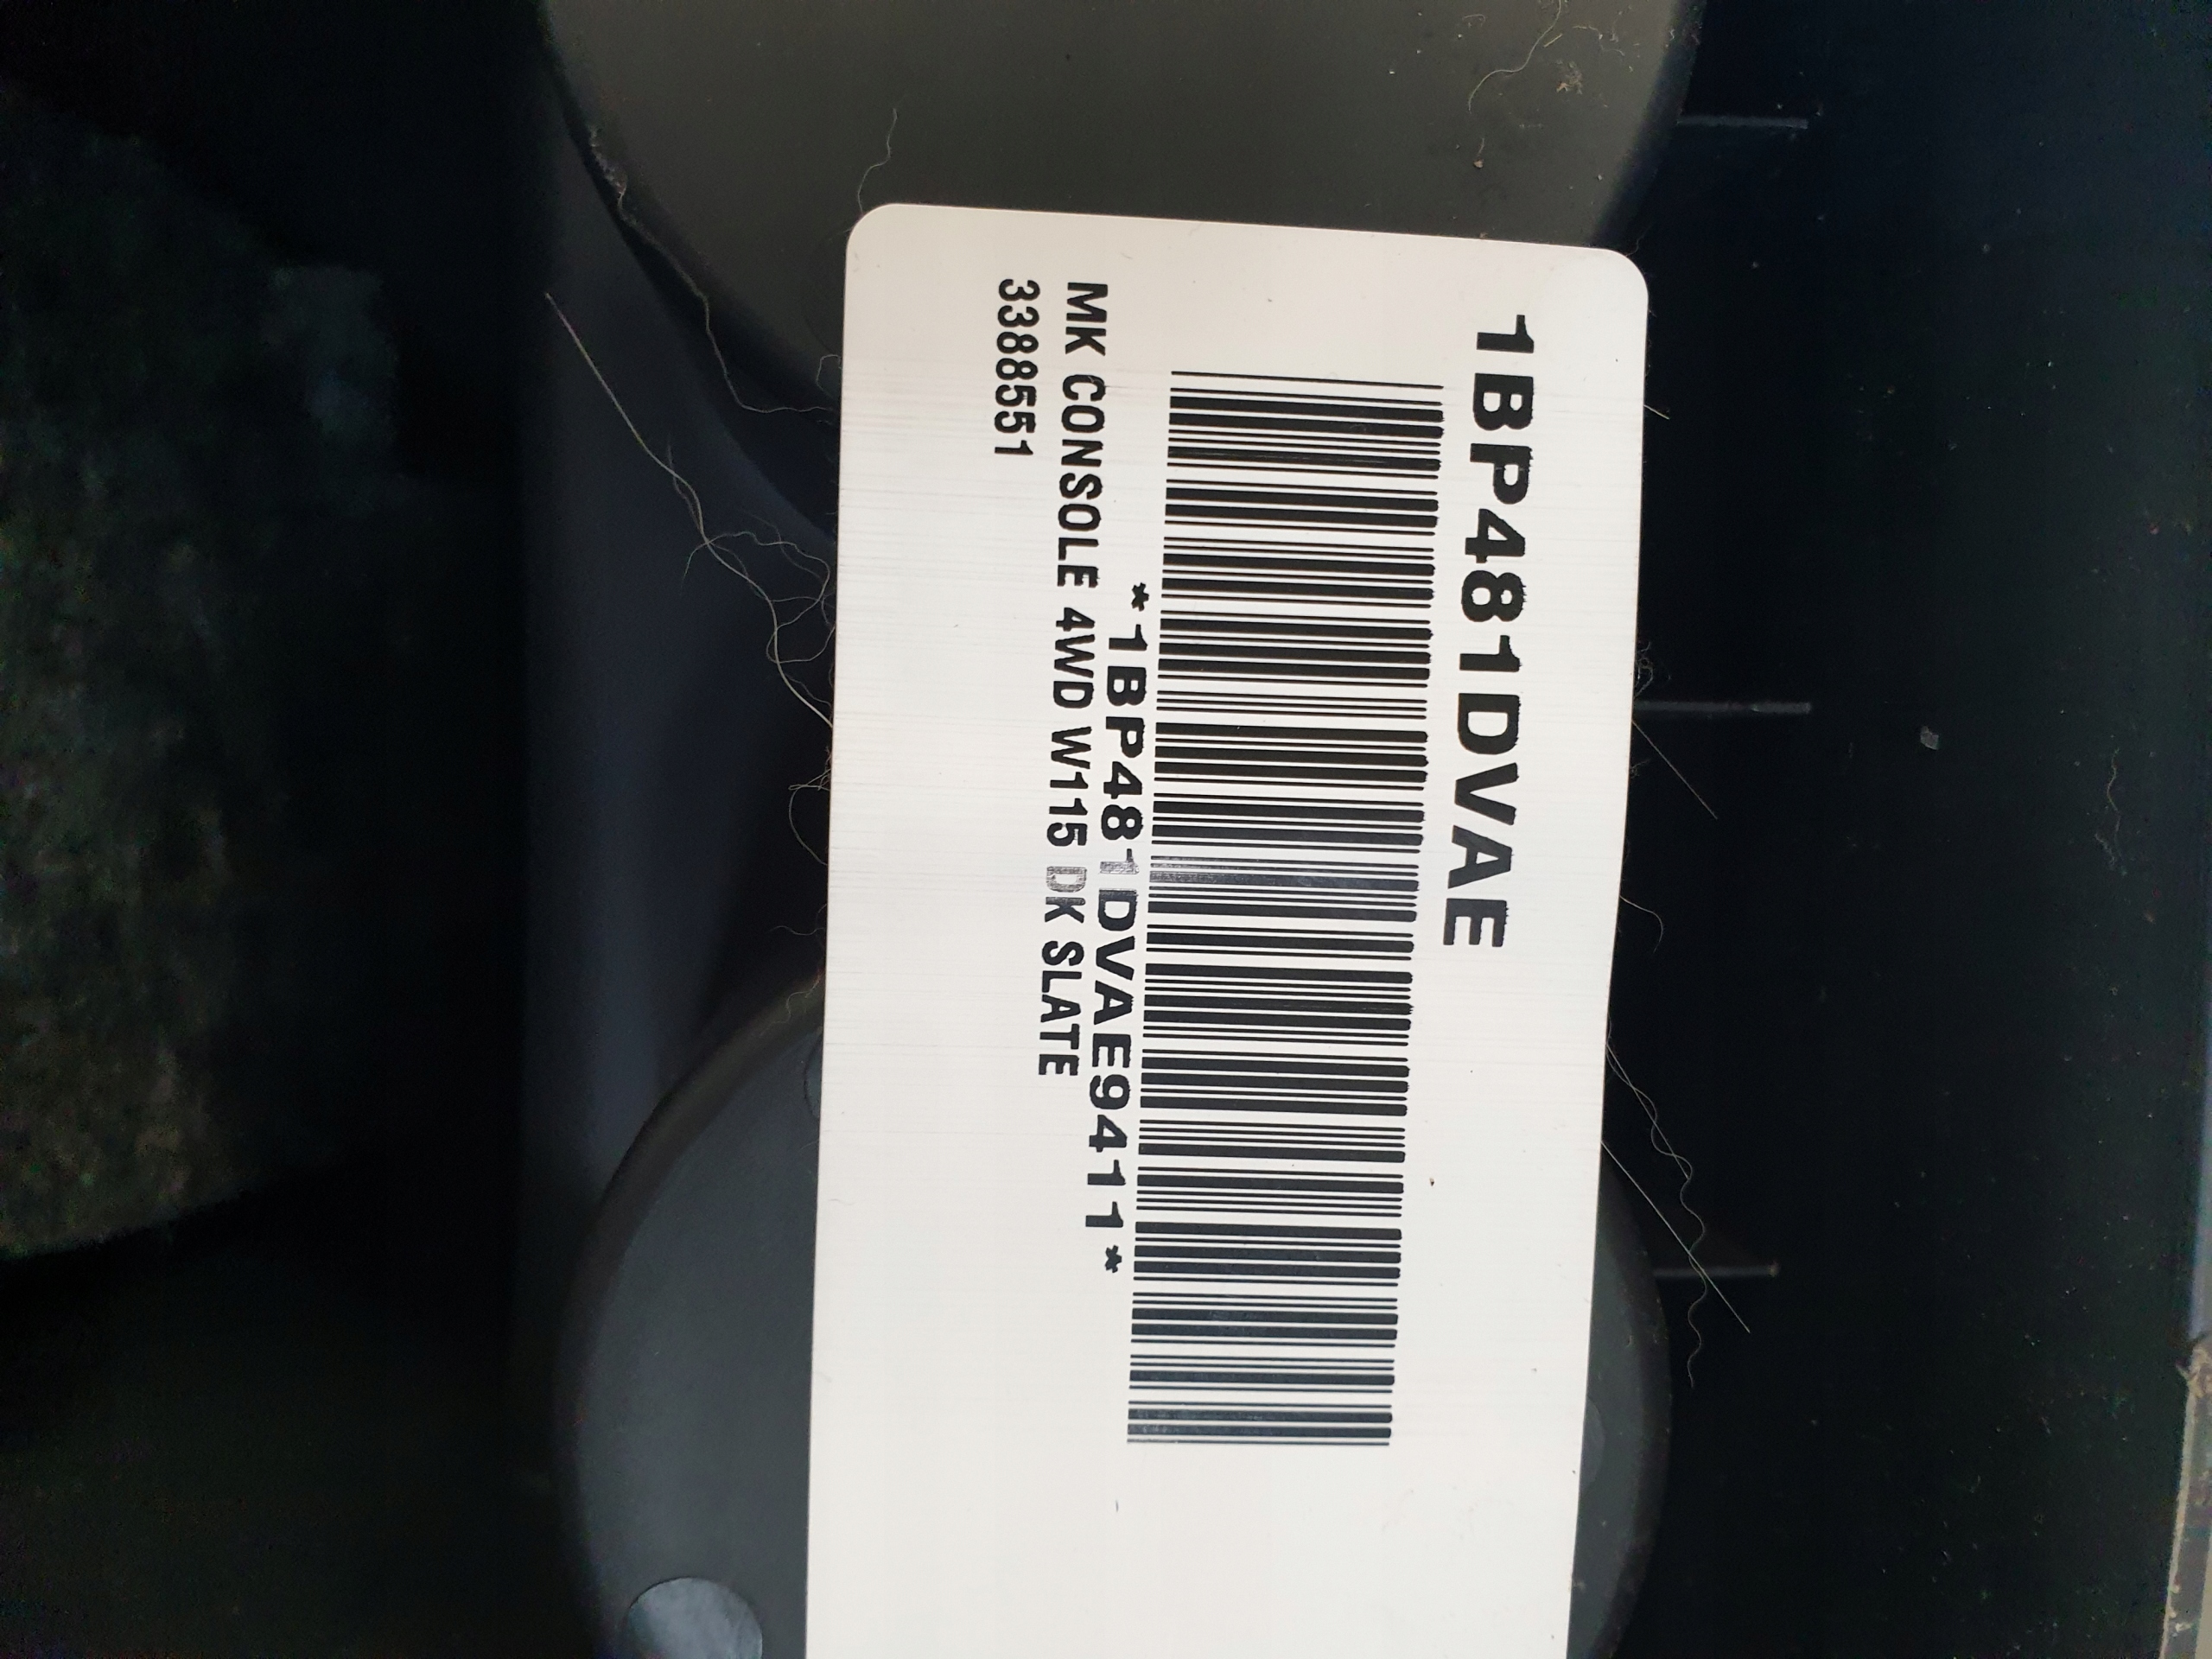 1BP481DVAE
*1BP481DVAE9411*
MK CONSOLE 4WD W115 DK SLATE
3388551